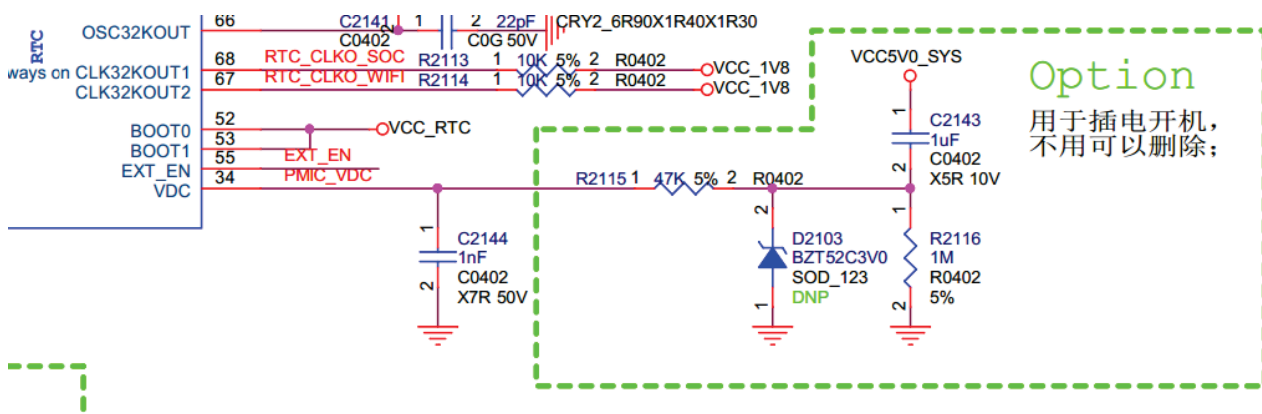 66
OSC32KOUT
C2141
1
2
22pF
CRY2_6R90X1R40X1R30
2
C0402
C0G 50V
RTC
ways on
CLK32KOUT1
68
RTC_CLKO_SOC
R2113
1
10K
5%
2
R0402
VCC_1V8
CLK32KOUT2
67
RTC_CLKO_WIFI
R2114
1
10K
5%
2
R0402
VCC_1V8
BOOT0
52
VCC_RTC
BOOT1
53
EXT_EN
55
EXT_EN
VDC
34
PMIC_VDC
R2115
1
47K
5%
2
R0402
1
C2144
1nF
C0402
2
X7R 50V
VCC5V0_SYS
1
C2143
1uF
2
C0402
X5R 10V
2
D2103
BZT52C3V0
SOD_123
1
DNP
1
R2116
1M
R0402
2
5%
Option
用于插电开机，
不用可以删除；